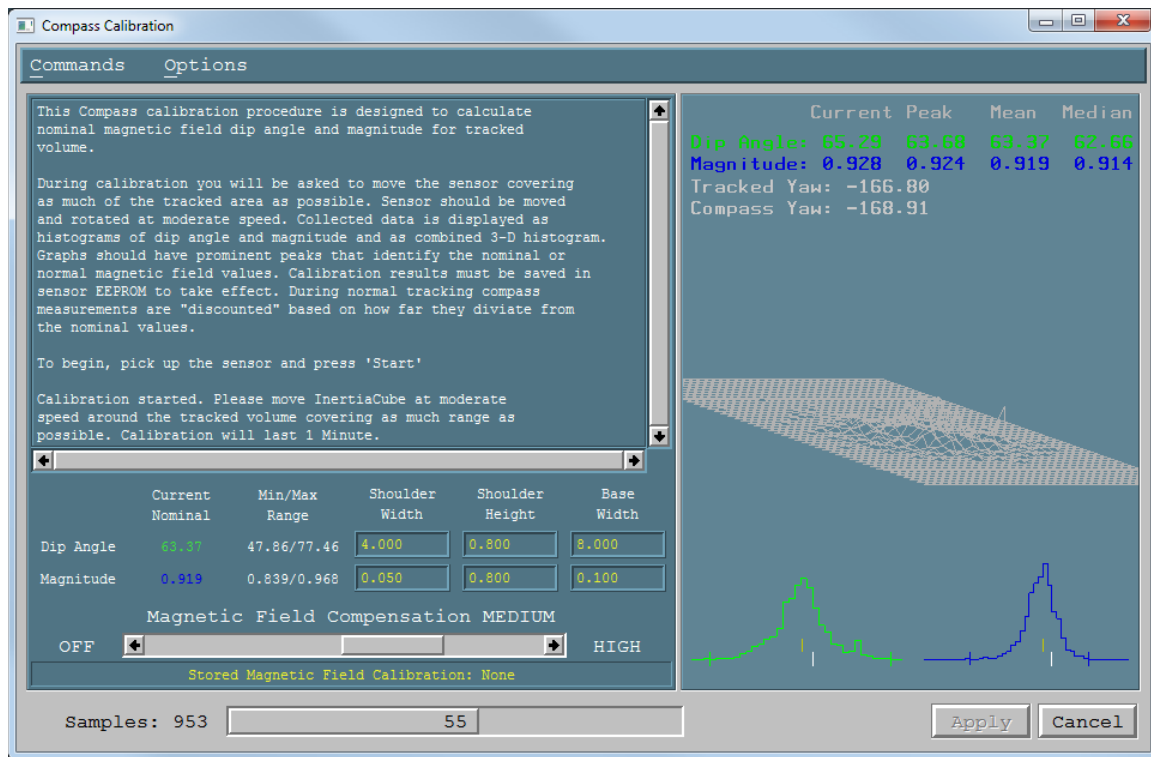 Compass Calibration
Commands Options
This Compass calibration procedure is designed to calculate
nominal magnetic field dip angle and magnitude for tracked
volume.
During calibration you will be asked to move the sensor covering
as much of the tracked area as possible. Sensor should be moved
and rotated at moderate speed. Collected data is displayed as
histograms of dip angle and magnitude and as combined 3-D histogram.
Graphs should have prominent peaks that identify the nominal or
normal magnetic field values. Calibration results must be saved in
sensor EEPROM to take effect. During normal tracking compass
measurements are "discounted" based on how far they diviate from
the nominal values.
To begin, pick up the sensor and press 'Start'
Calibration started. Please move InertiaCube at moderate
speed around the tracked volume covering as much range as
possible. Calibration will last 1 Minute.
Current Peak Mean Median
Dip Angle: 63.37
Magnitude: 0.928 0.924 0.919 0.914
Tracked Yaw: -166.80
Compass Yaw: -168.91
Current Min/Max Shoulder Shoulder Base
Nominal Range Width Height Width
Dip Angle 63.37 47.86/77.46 4.000 0.800 8.000
Magnitude 0.919 0.839/0.968 0.050 0.800 0.100
Magnetic Field Compensation MEDIUM
OFF HIGH
Stored Magnetic Field Calibration: None
Samples: 953 55 Apply Cancel